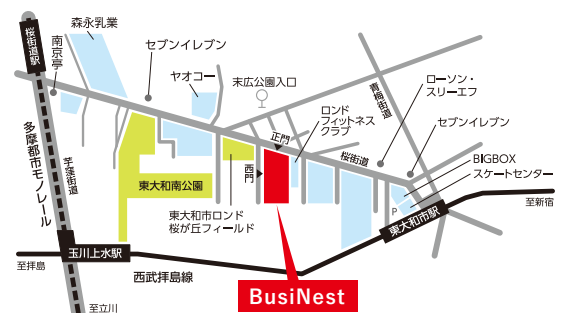 森永乳業
桜街道駅
南京亭
セブンイレブン
ヤオコー
末広公園入口
青梅街道
ローソン・
スリーエフ
ロンド
フィットネス
クラブ
正門
桜街道
セブンイレブン
BIGBOX
スケートセンター
P
東大和市駅
至新宿
多摩都市モノレール
芋窪街道
東大和南公園
西門
東大和市ロンド
桜が丘フィールド
玉川上水駅
至拝島
西武拝島線
至立川
BusiNest